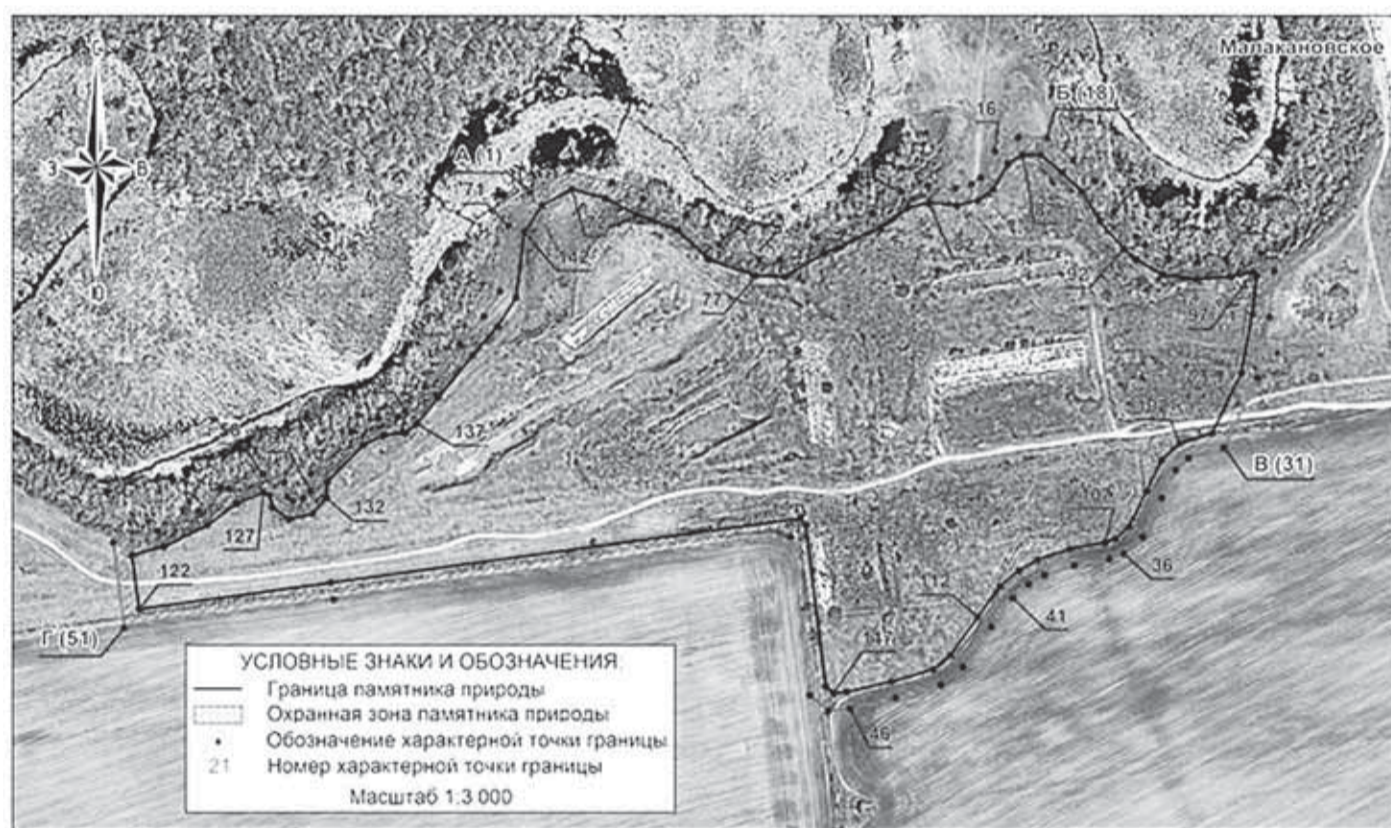 Малакановское
С
Б (18)
16
З
В
А (1)
71
Ю
142
92
77
97
137
В (31)
132
127
107
36
122
112
41
Г (51)
117
46
УСЛОВНЫЕ ЗНАКИ И ОБОЗНАЧЕНИЯ
Граница памятника природы
Охранная зона памятника природы
Обозначение характерной точки границы
21 Номер характерной точки границы
Масштаб 1:3 000